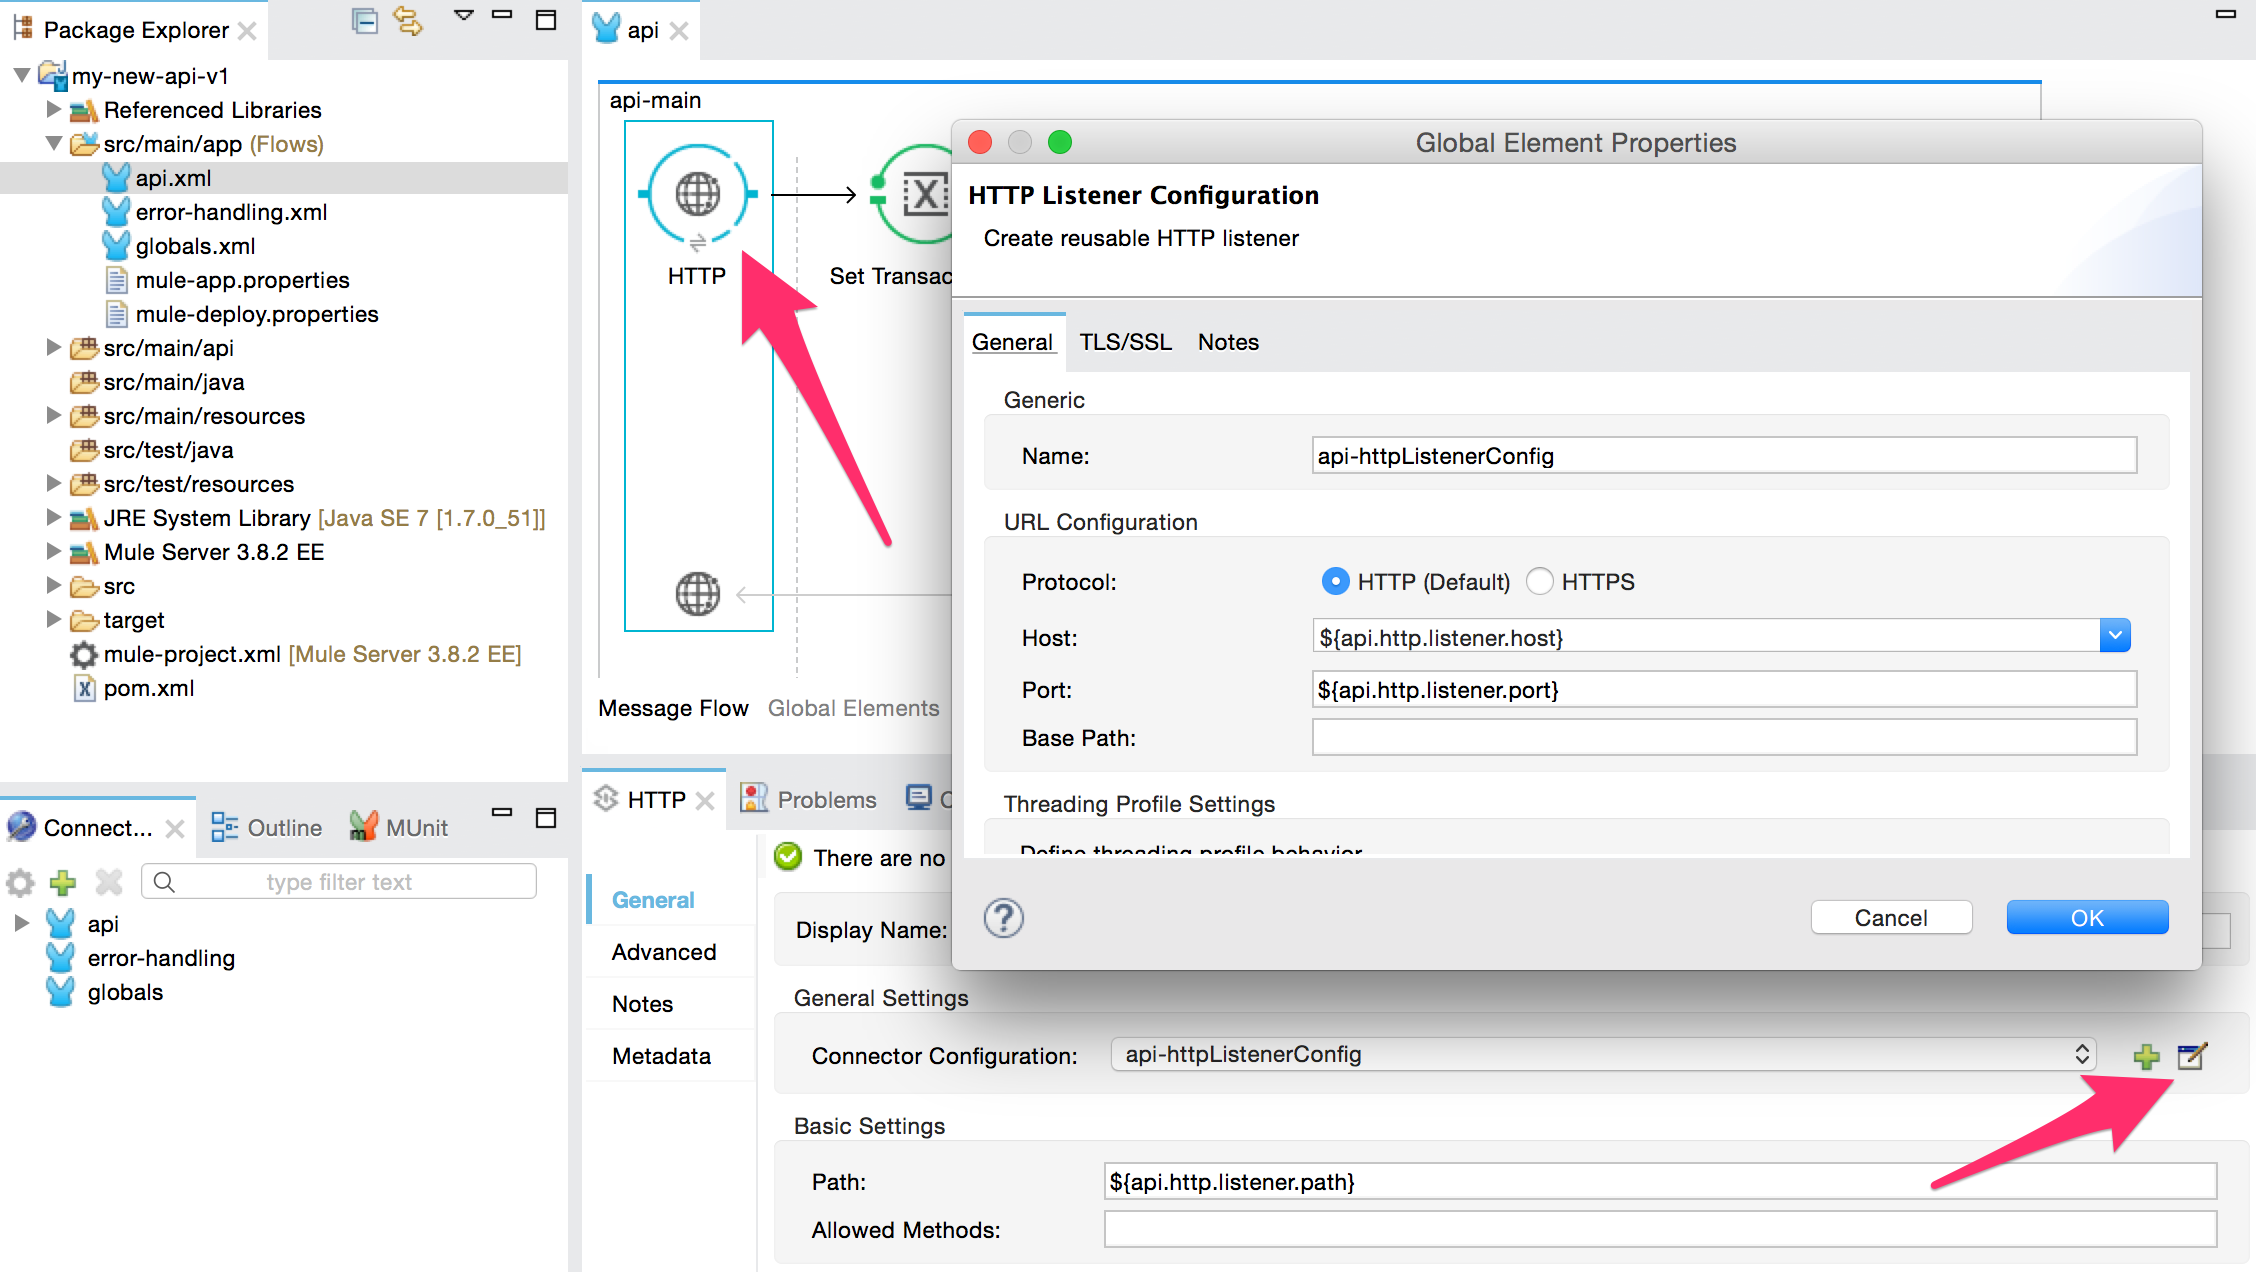 Package Explorer
my-new-api-v1
Referenced Libraries
src/main/app (Flows)
api.xml
error-handling.xml
globals.xml
mule-app.properties
mule-deploy.properties
src/main/api
src/main/java
src/main/resources
src/test/java
src/test/resources
JRE System Library [Java SE 7 [1.7.0_51]]
Mule Server 3.8.2 EE
src
target
mule-project.xml [Mule Server 3.8.2 EE]
pom.xml
Connect...
Outline
MUnit
type filter text
api
error-handling
globals
api
api-main
HTTP
Set Transac
Message Flow
Global Elements
Global Element Properties
HTTP Listener Configuration
Create reusable HTTP listener
General
TLS/SSL
Notes
Generic
Name: api-httpListenerConfig
URL Configuration
Protocol: HTTP (Default) HTTPS
Host: ${api.http.listener.host}
Port: ${api.http.listener.port}
Base Path:
Threading Profile Settings
Define threading profile behavior
Cancel
OK
HTTP
Problems
There are no
General
Advanced
Notes
Metadata
Display Name:
General Settings
Connector Configuration: api-httpListenerConfig
Basic Settings
Path: ${api.http.listener.path}
Allowed Methods: